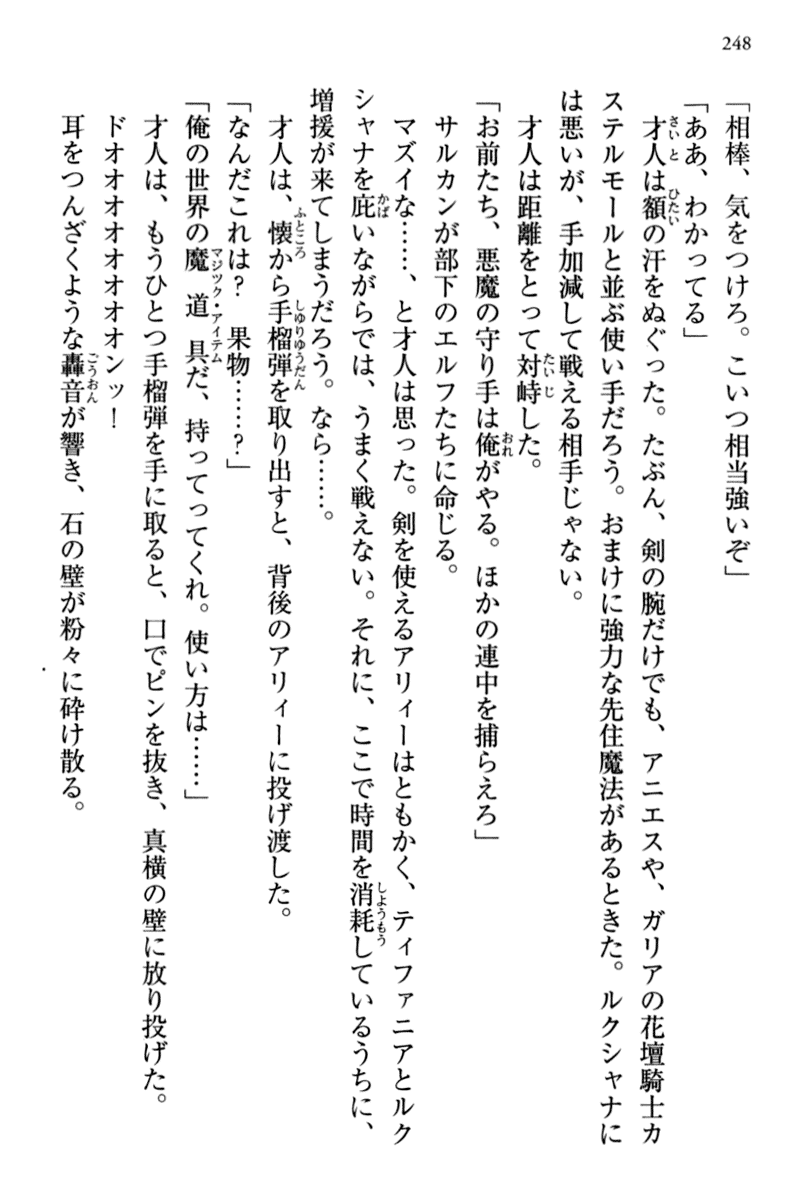 248
「相棒、気をつけろ。こいつ相当強いぞ」
「ああ、わかってる」
才人は額の汗をぬぐった。たぶん、剣の腕だけでも、アニエスや、ガリアの花壇騎士カ
ステルモールと並ぶ使い手だろう。おまけに強力な先住魔法があるときた。ルクシャナに
は悪いが、手加減して戦える相手じゃない。
才人は距離をとって対峙した。
「お前たち、悪魔の守り手は俺がやる。ほかの連中を捕らえろ」
サルカンが部下のエルフたちに命じる。
マズイな……、と才人は思った。剣を使えるアリィーはともかく、ティファニアとルク
シャナを庇いながらでは、うまく戦えない。それに、ここで時間を消耗しているうちに、
増援が来てしまうだろう。なら……。
才人は、懐から手榴弾を取り出すと、背後のアリィーに投げ渡した。
「なんだこれは？　果物……？」
「俺の世界の魔道具だ、持ってってくれ。使い方は……」
才人は、もうひとつ手榴弾を手に取ると、口でピンを抜き、真横の壁に放り投げた。
ドオオオオオオオオンッ！
耳をつんざくような轟音が響き、石の壁が粉々に砕け散る。